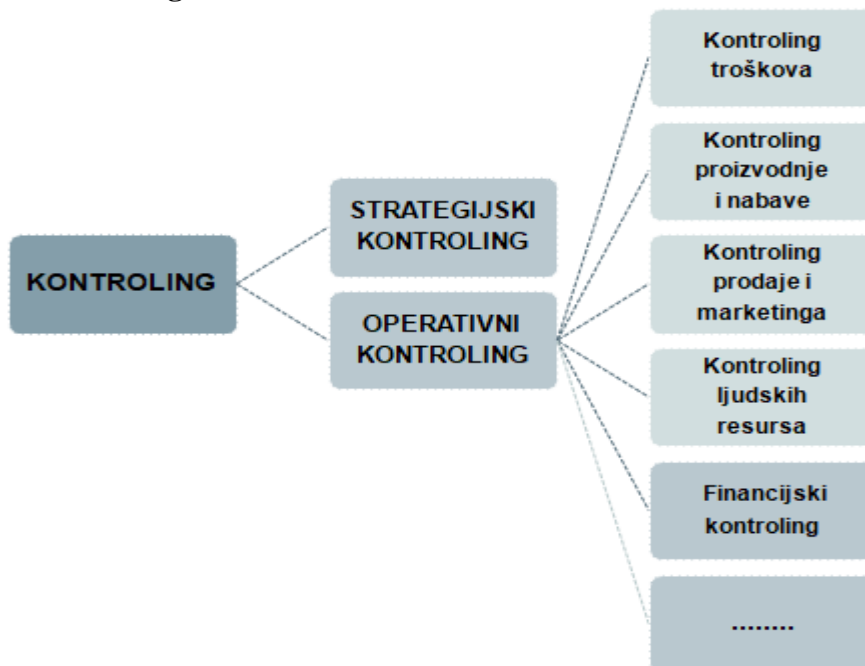 KONTROLING
STRATEGIJSKI
KONTROLING
OPERATIVNI
KONTROLING
Kontroling
troškova
Kontroling
proizvodnje
i nabave
Kontroling
prodaje i
marketinga
Kontroling
ljudskih
resursa
Financijski
kontroling
........